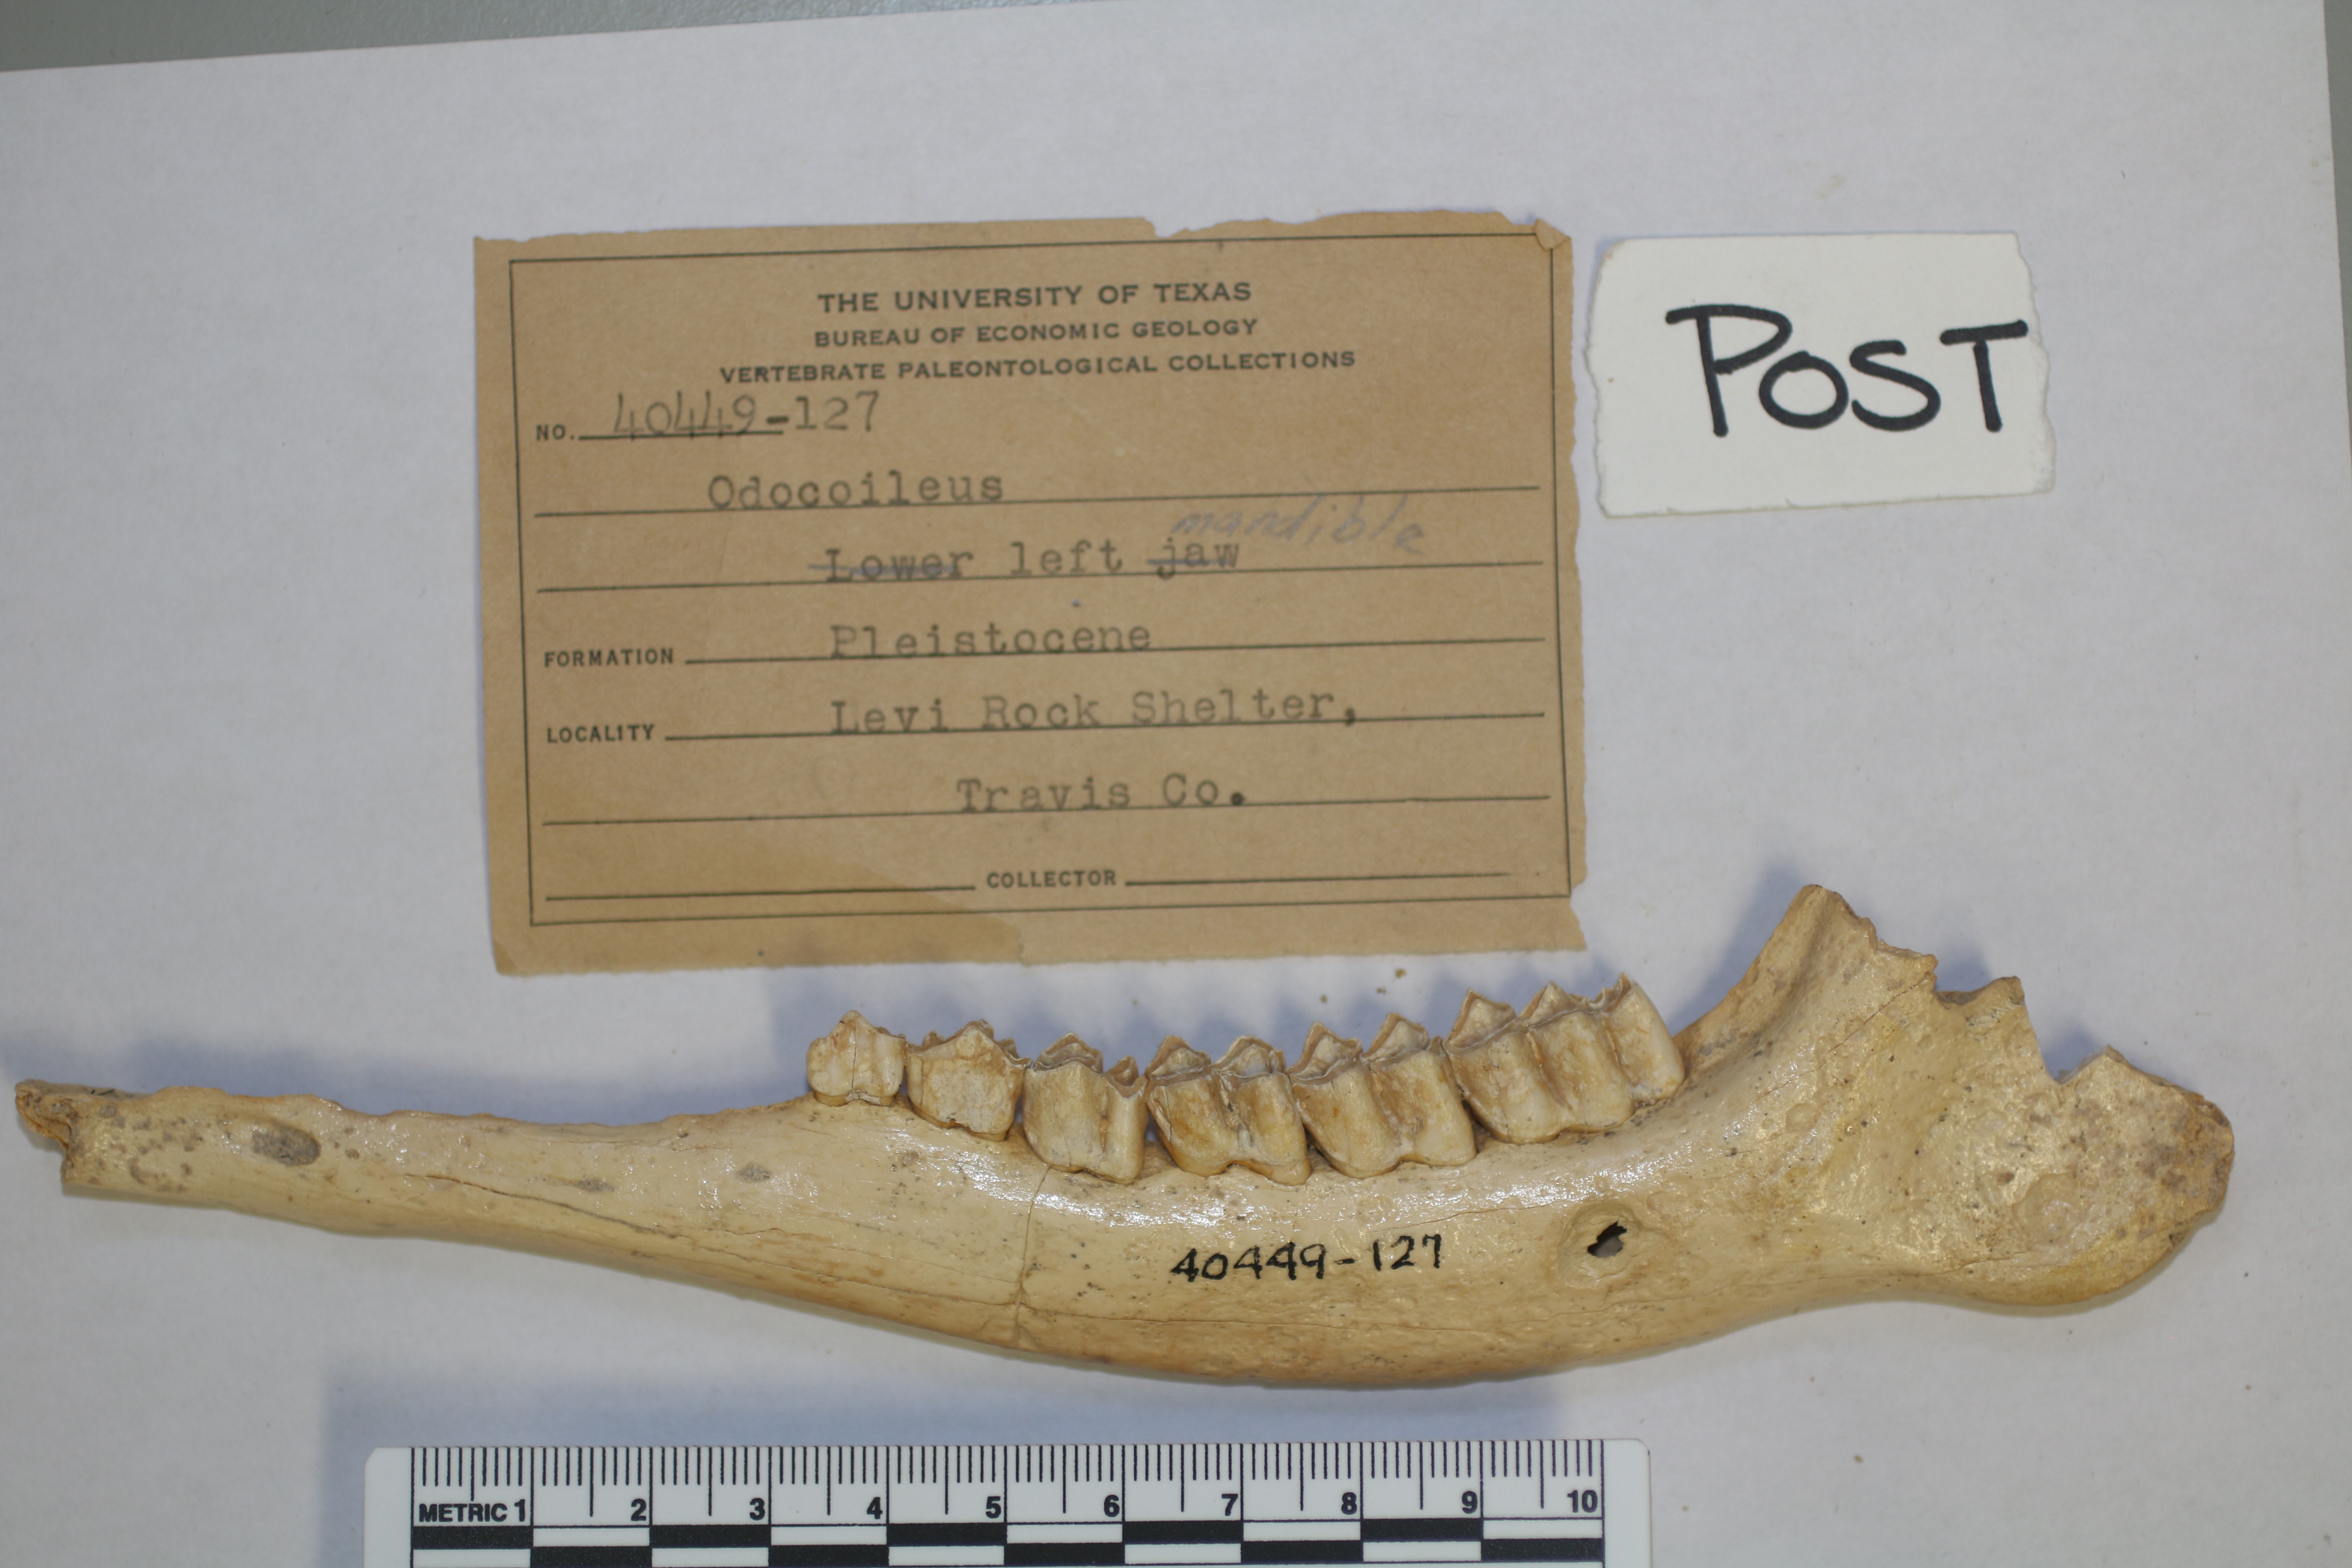 THE UNIVERSITY OF TEXAS
BUREAU OF ECONOMIC GEOLOGY
VERTEBRATE PALEONTOLOGICAL COLLECTIONS
NO. 40449-127
Odocoileus
mandible
Lower left jaw
FORMATION Pleistocene
LOCALITY Levi Rock Shelter,
Travis Co.
COLLECTOR
POST
40449-127
METRIC 1 2 3 4 5 6 7 8 9 10